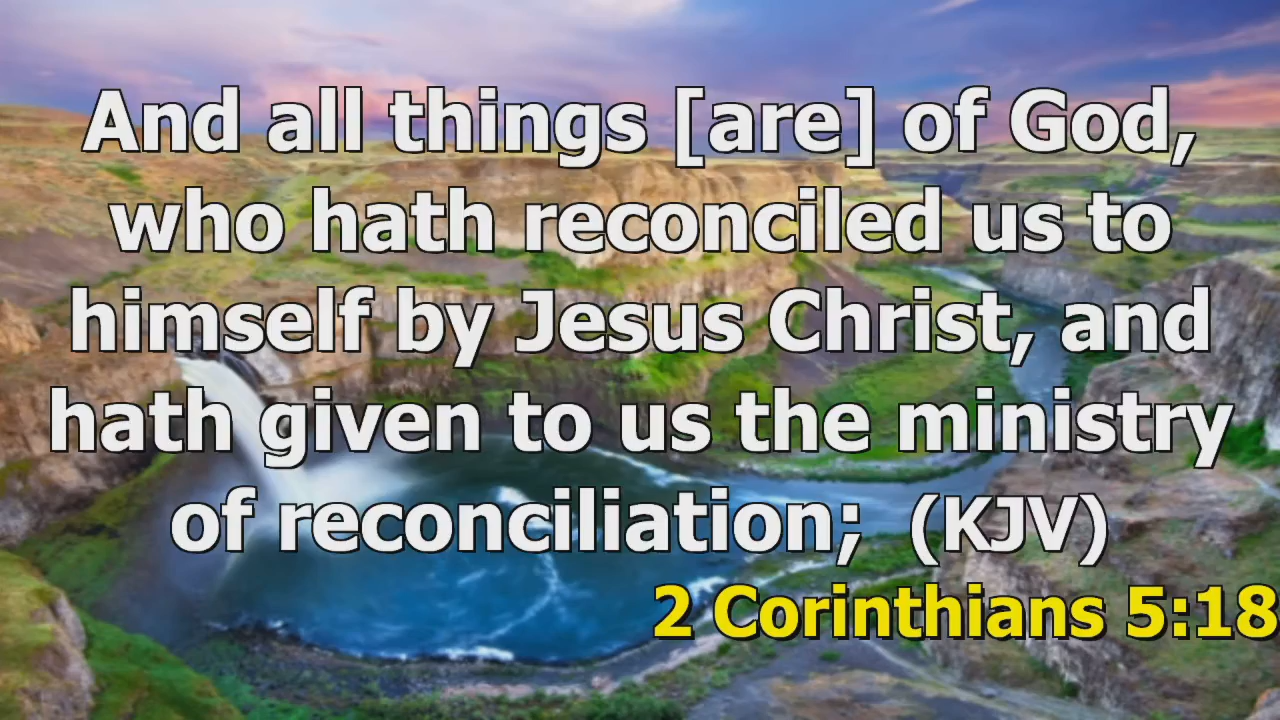 And all things [are] of God,
who hath reconciled us to
himself by Jesus Christ, and
hath given to us the ministry
of reconciliation; (KJV)
2 Corinthians 5:18